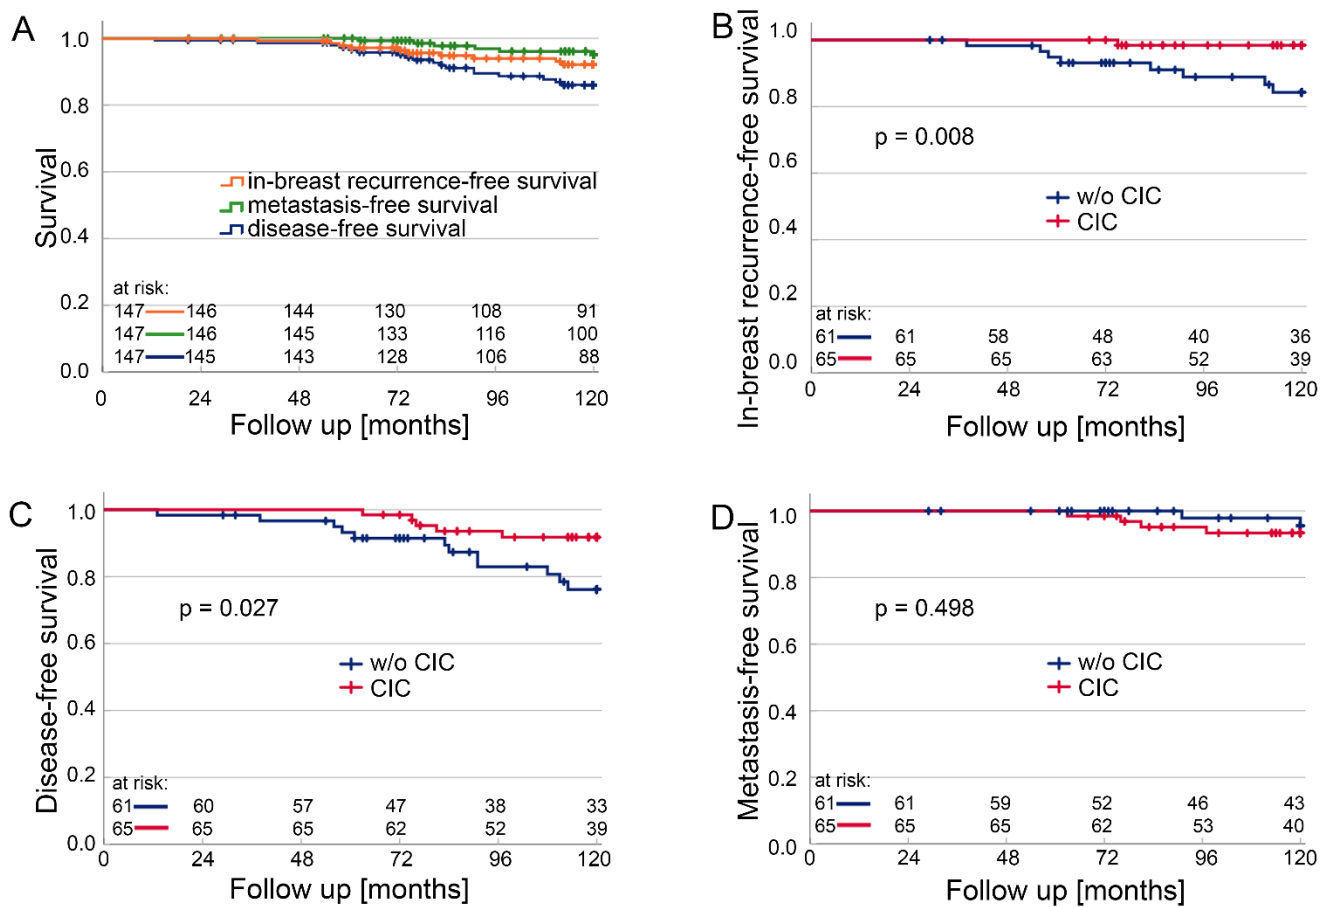 A
Survival
1.0
0.8
0.6
0.4
0.2
0.0
in-breast recurrence-free survival
metastasis-free survival
disease-free survival
at risk:
147 146 144 130 108 91
147 146 145 133 116 100
147 145 143 128 106 88
0 24 48 72 96 120
Follow up [months]
B
In-breast recurrence-free survival
1.0
0.8
0.6
0.4
0.2
0.0
p = 0.008
w/o CIC
CIC
at risk:
61 61 58 48 40 36
65 65 65 63 52 39
0 24 48 72 96 120
Follow up [months]
C
Disease-free survival
1.0
0.8
0.6
0.4
0.2
0.0
p = 0.027
w/o CIC
CIC
at risk:
61 60 57 47 38 33
65 65 65 62 52 39
0 24 48 72 96 120
Follow up [months]
D
Metastasis-free survival
1.0
0.8
0.6
0.4
0.2
0.0
p = 0.498
w/o CIC
CIC
at risk:
61 61 59 52 46 43
65 65 65 62 53 40
0 24 48 72 96 120
Follow up [months]